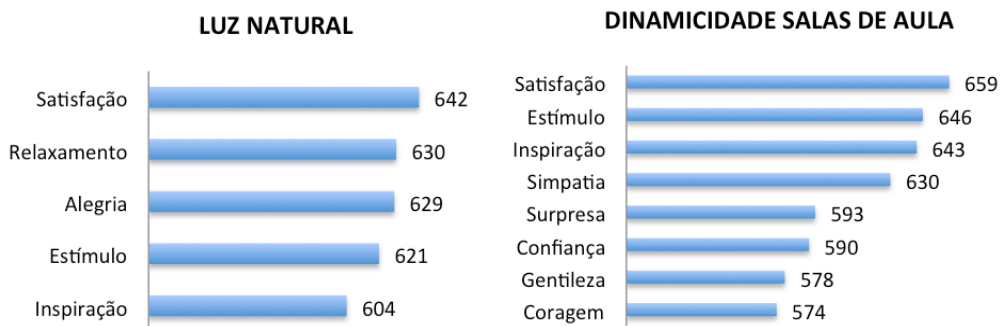 LUZ NATURAL
Satisfação 642
Relaxamento 630
Alegria 629
Estímulo 621
Inspiração 604
DINAMICIDADE SALAS DE AULA
Satisfação 659
Estímulo 646
Inspiração 643
Simpatia 630
Surpresa 593
Confiança 590
Gentileza 578
Coragem 574